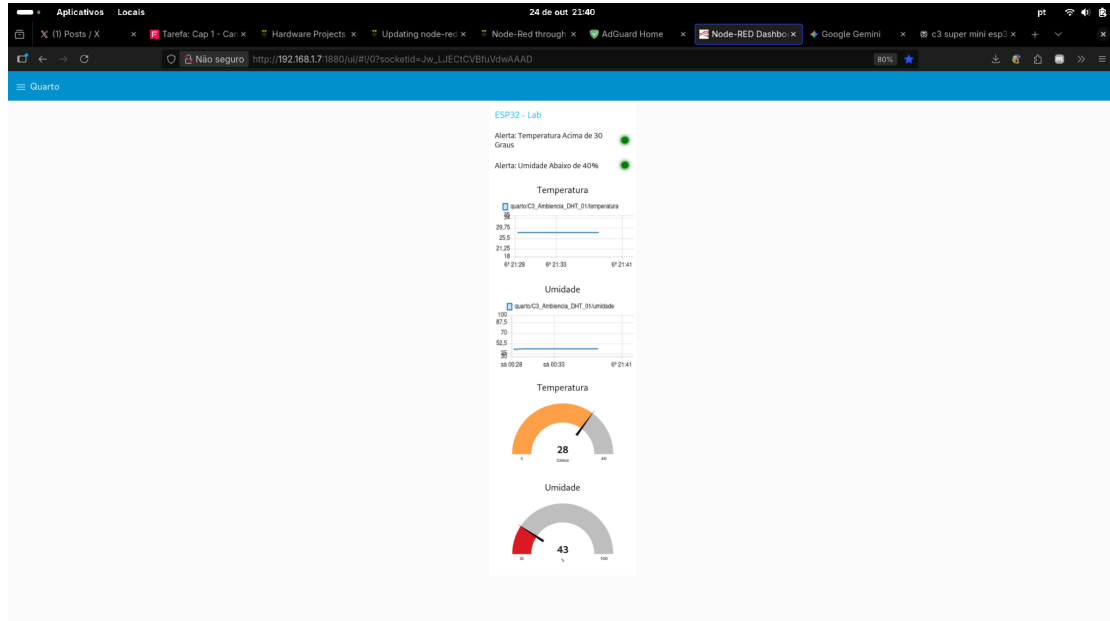 Aplicativos Locais 24 de out 21:40 pt
(1) Posts / X Tarefa: Cap 1 - Can Hardware Projects Updating node-red Node-Red through AdGuard Home Node-RED Dashbo Google Gemini c3 super mini esp3
Não seguro http://192.168.1.7:1880/ui/#!/0?socketid=Jw_LJECtCVBfuVdwAAAD 80%
Quarto
ESP32 - Lab
Alerta: Temperatura Acima de 30
Graus
Alerta: Umidade Abaixo de 40%
Temperatura
quarto/C3_Ambiencia_DHT_01/temperatura
35
34
29,75
25,5
21,25
18
6ª 21:28 6ª 21:33 6ª 21:41
Umidade
quarto/C3_Ambiencia_DHT_01/umidade
100
87,5
70
52,5
35
30
sá 00:28 sá 00:33 6ª 21:41
Temperatura
28
0 Celsius 40
Umidade
43
% 100